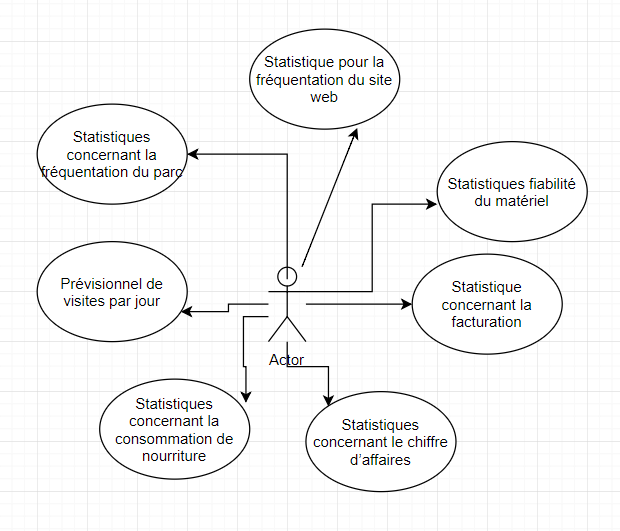 Statistique pour la
fréquentation du site
web
Statistiques
concernant la
fréquentation du parc
Statistiques fiabilité
du matériel
Prévisionnel de
visites par jour
Statistique
concernant la
facturation
Actor
Statistiques
concernant la
consommation de
nourriture
Statistiques
concernant le chiffre
d’affaires